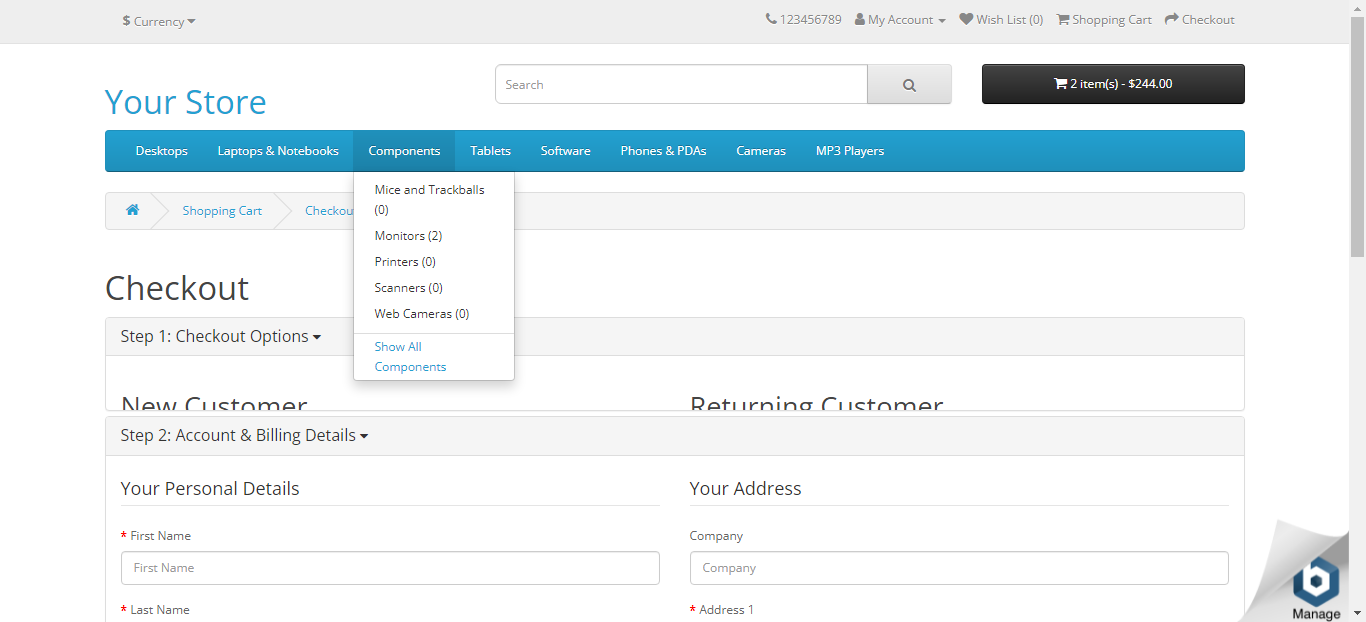 $ Currency
123456789 My Account Wish List (0) Shopping Cart Checkout
Your Store
Search
2 item(s) - $244.00
Desktops Laptops & Notebooks Components Tablets Software Phones & PDAs Cameras MP3 Players
Mice and Trackballs
(0)
Monitors (2)
Printers (0)
Scanners (0)
Web Cameras (0)
Show All
Components
Shopping Cart Checkou
Checkout
Step 1: Checkout Options
New Customer
Returning Customer
Step 2: Account & Billing Details
Your Personal Details
* First Name
First Name
* Last Name
Your Address
Company
Company
* Address 1
Manage